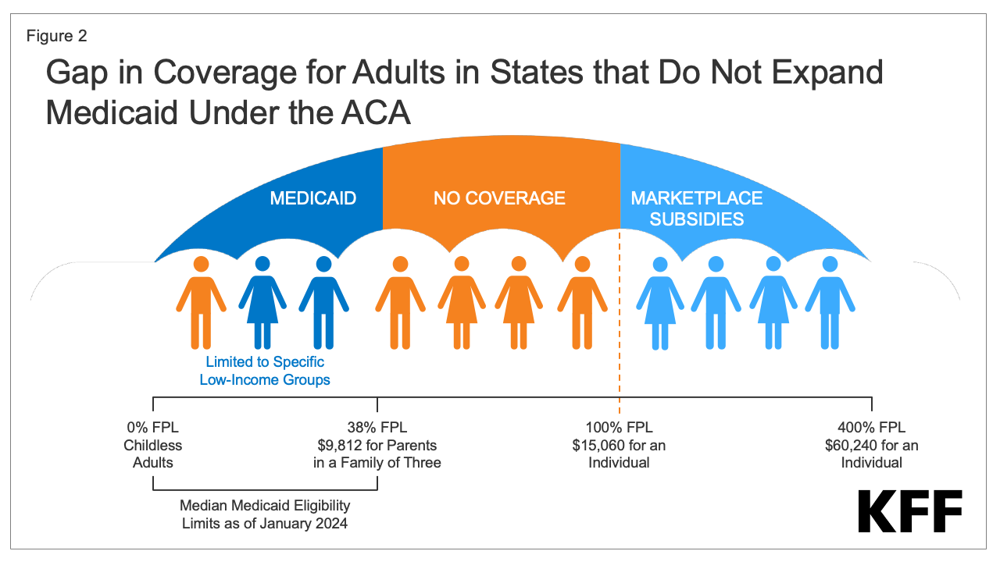 Figure 2
Gap in Coverage for Adults in States that Do Not Expand
Medicaid Under the ACA
MEDICAID
NO COVERAGE
MARKETPLACE
SUBSIDIES
Limited to Specific
Low-Income Groups
0% FPL
Childless
Adults
38% FPL
$9,812 for Parents
in a Family of Three
100% FPL
$15,060 for an
Individual
400% FPL
$60,240 for an
Individual
Median Medicaid Eligibility
Limits as of January 2024
KFF